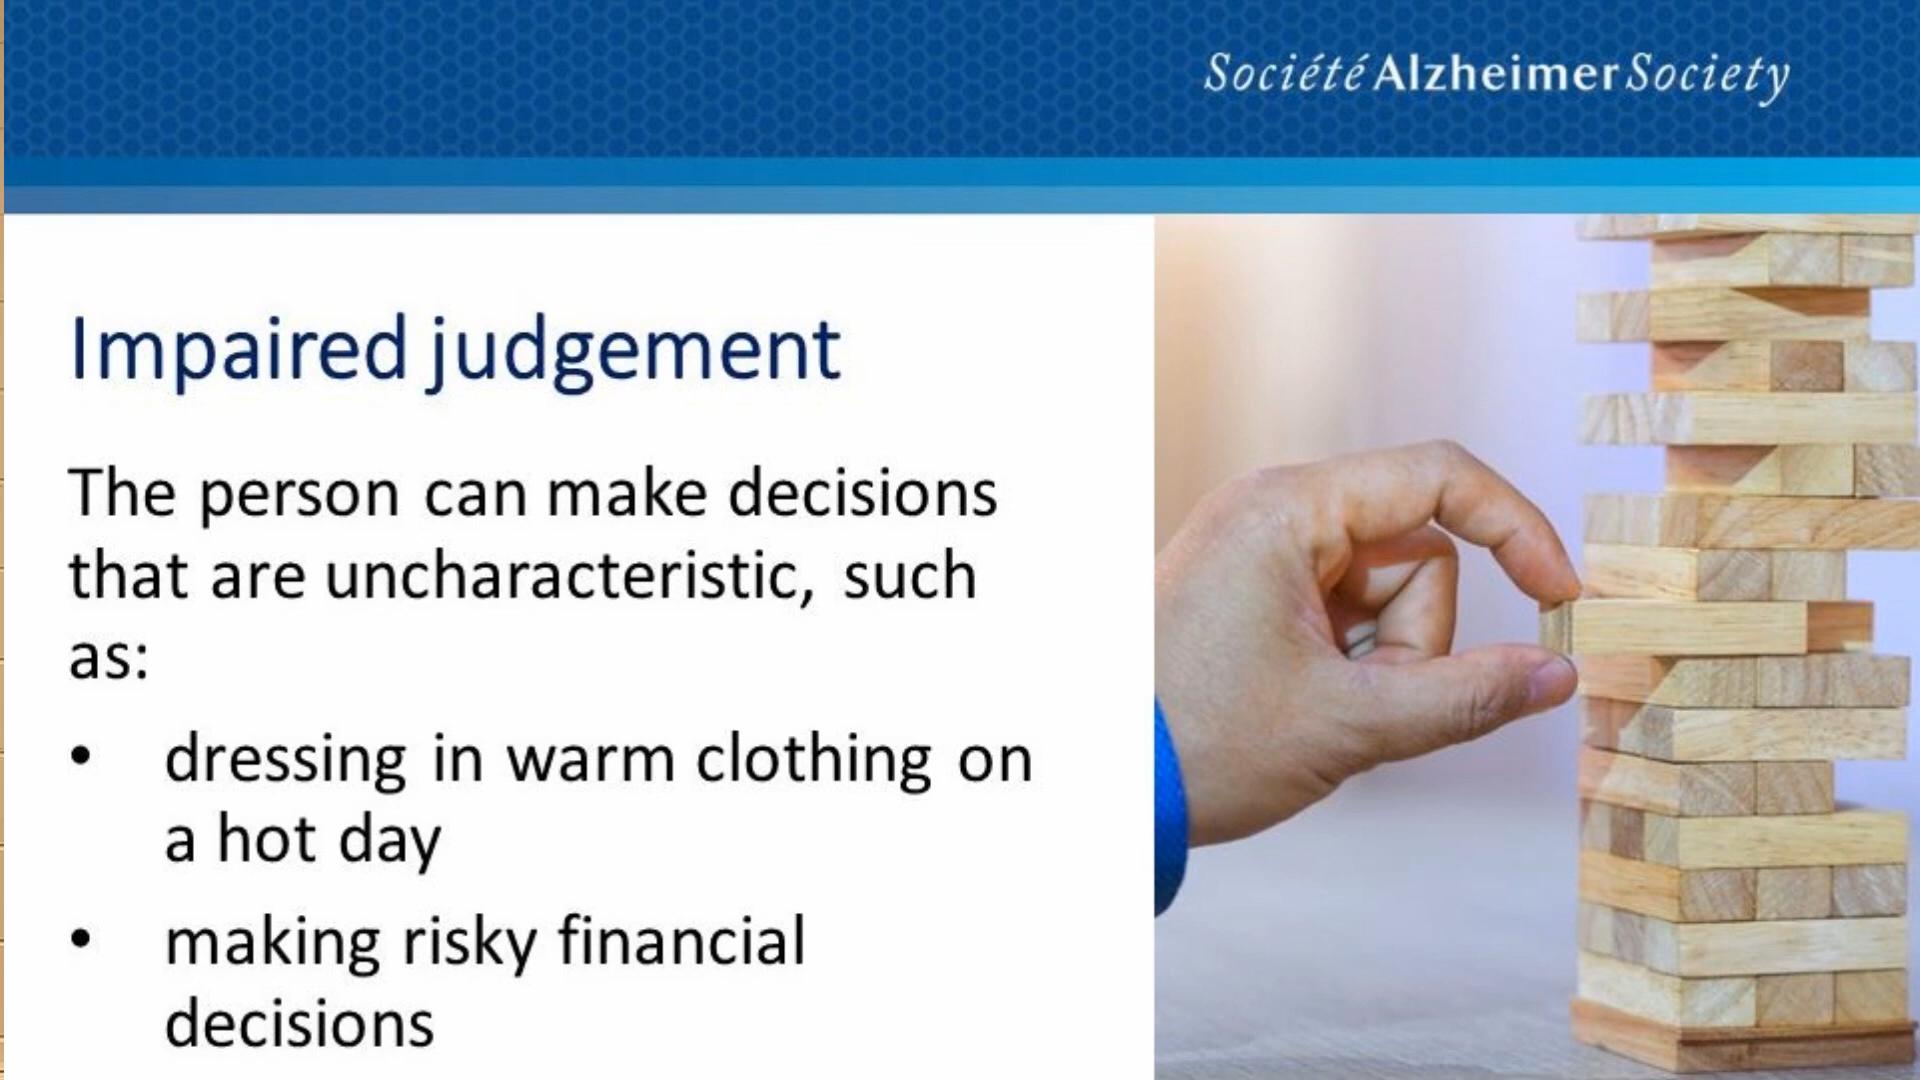 Société Alzheimer Society
Impaired judgement
The person can make decisions
that are uncharacteristic, such
as:
• dressing in warm clothing on
a hot day
• making risky financial
decisions